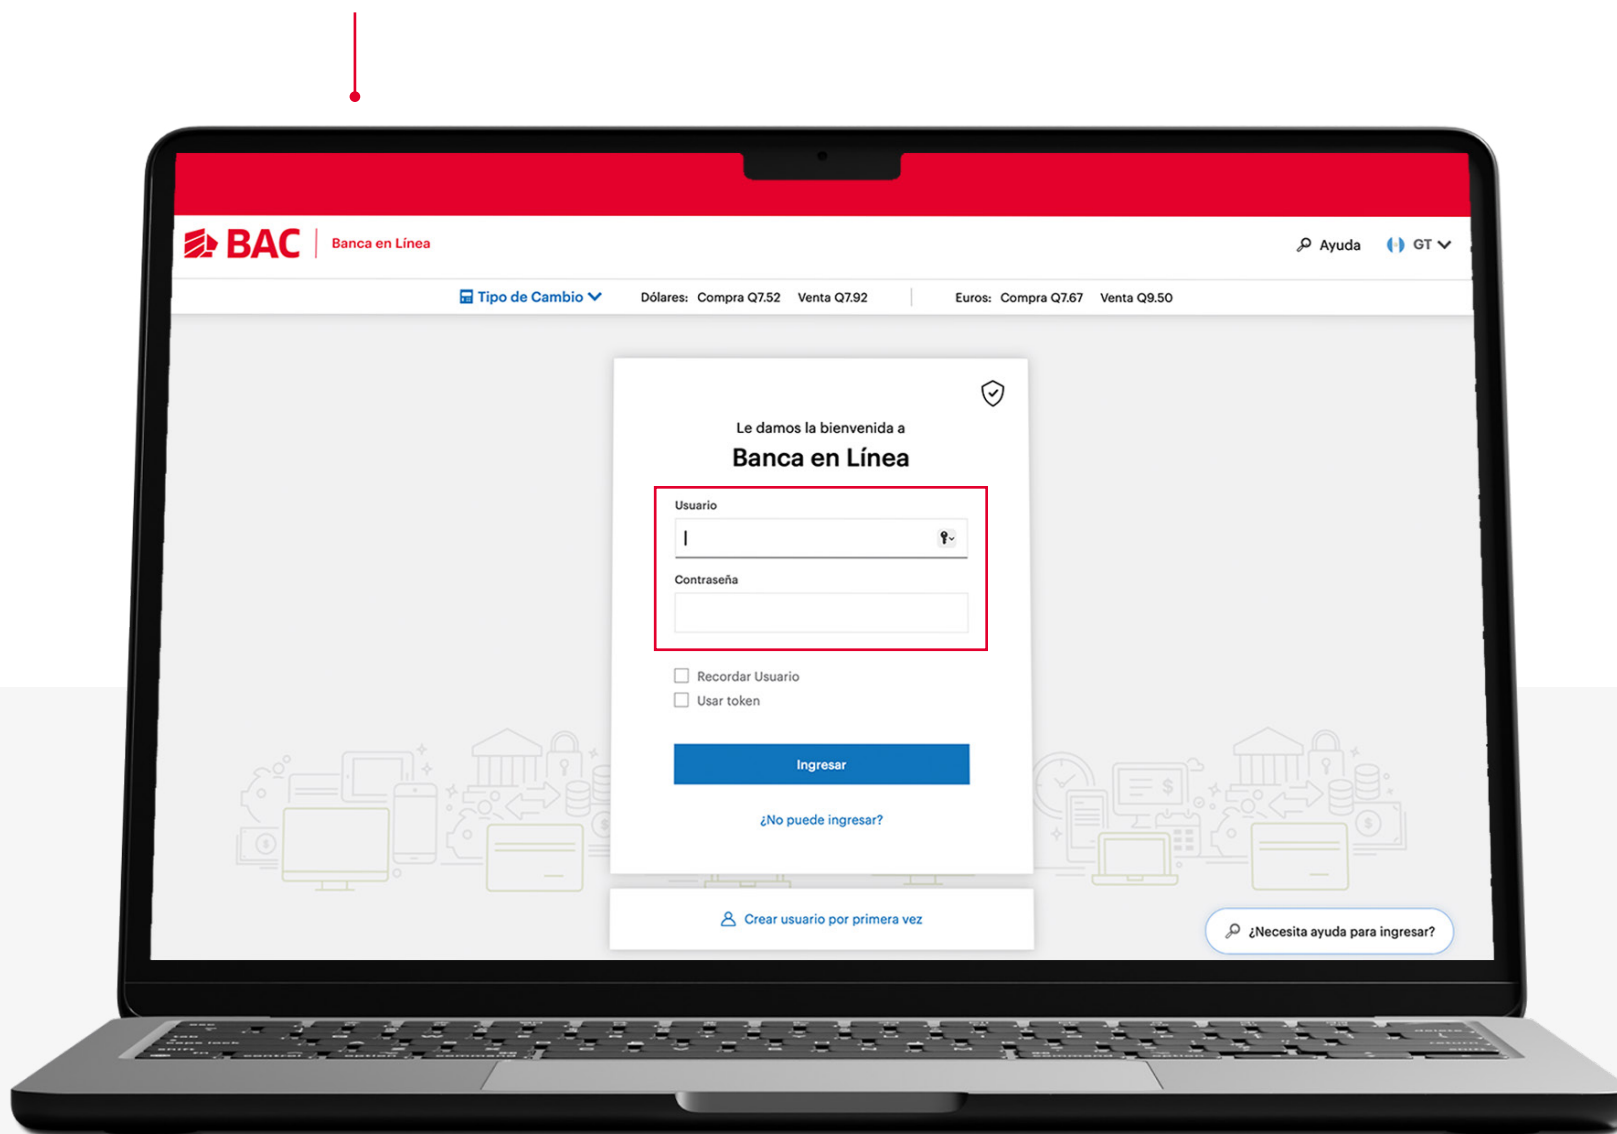 BAC Banca en Línea
Ayuda GT
Tipo de Cambio Dólares: Compra Q7.52 Venta Q7.92 Euros: Compra Q7.67 Venta Q9.50
Le damos la bienvenida a
Banca en Línea
Usuario
Contraseña
Recordar Usuario
Usar token
Ingresar
¿No puede ingresar?
Crear usuario por primera vez
¿Necesita ayuda para ingresar?